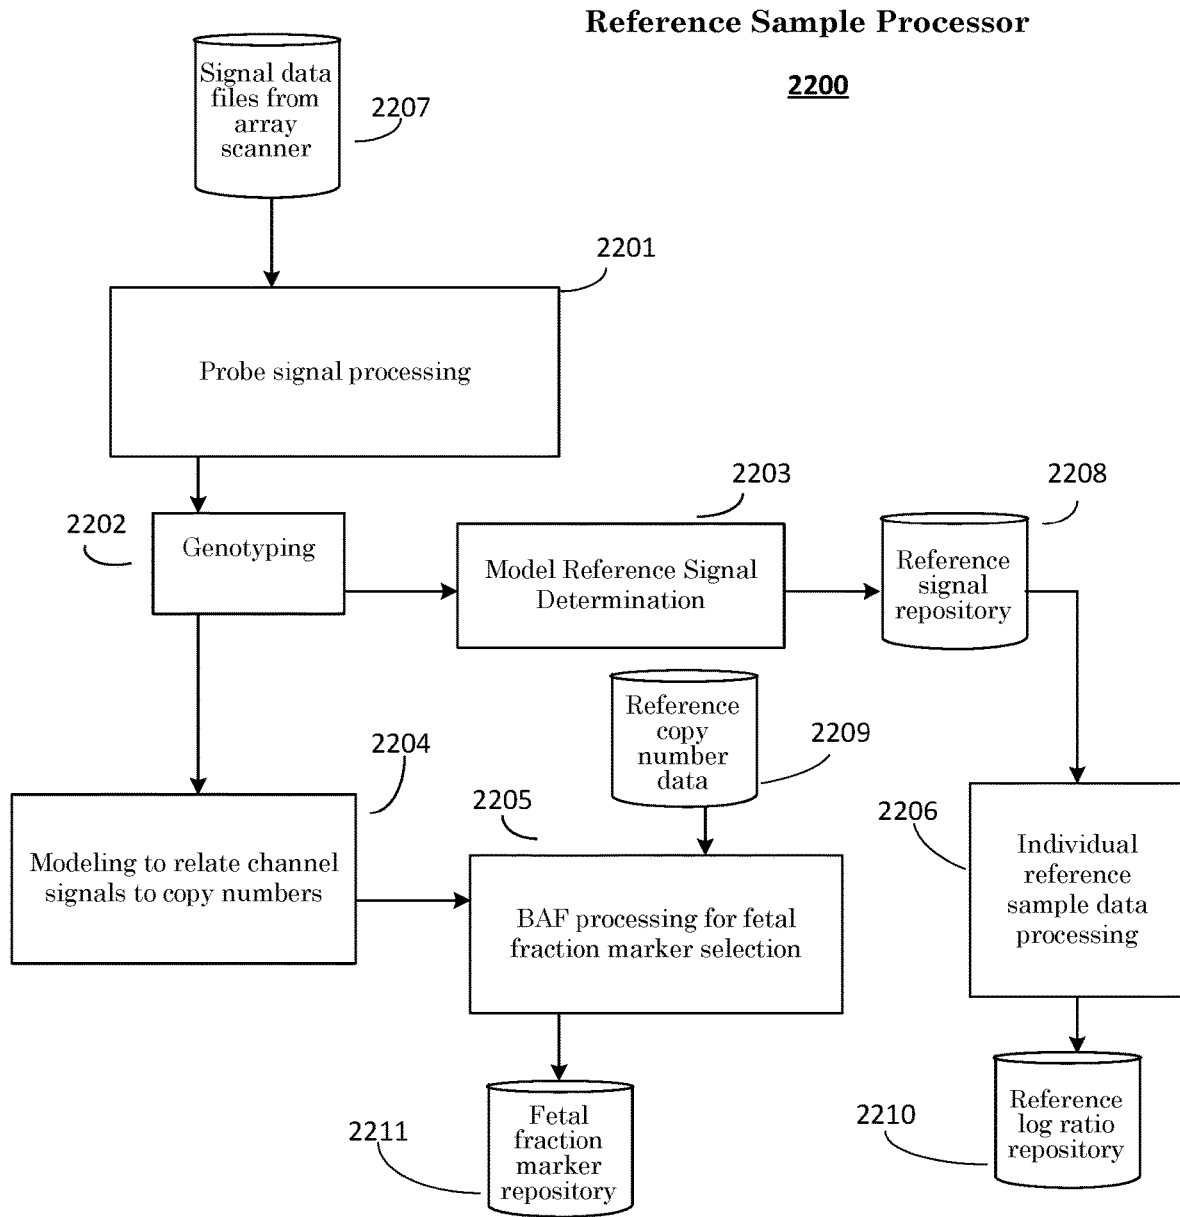 Reference Sample Processor
2200
Signal data
files from
array
scanner
2207
2201
Probe signal processing
2203
2208
2202
Genotyping
Model Reference Signal
Determination
Reference
signal
repository
Reference
copy
number
data
2209
2204
2205
2206
Modeling to relate channel
signals to copy numbers
BAF processing for fetal
fraction marker selection
Individual
reference
sample data
processing
2211
Fetal
fraction
marker
repository
2210
Reference
log ratio
repository